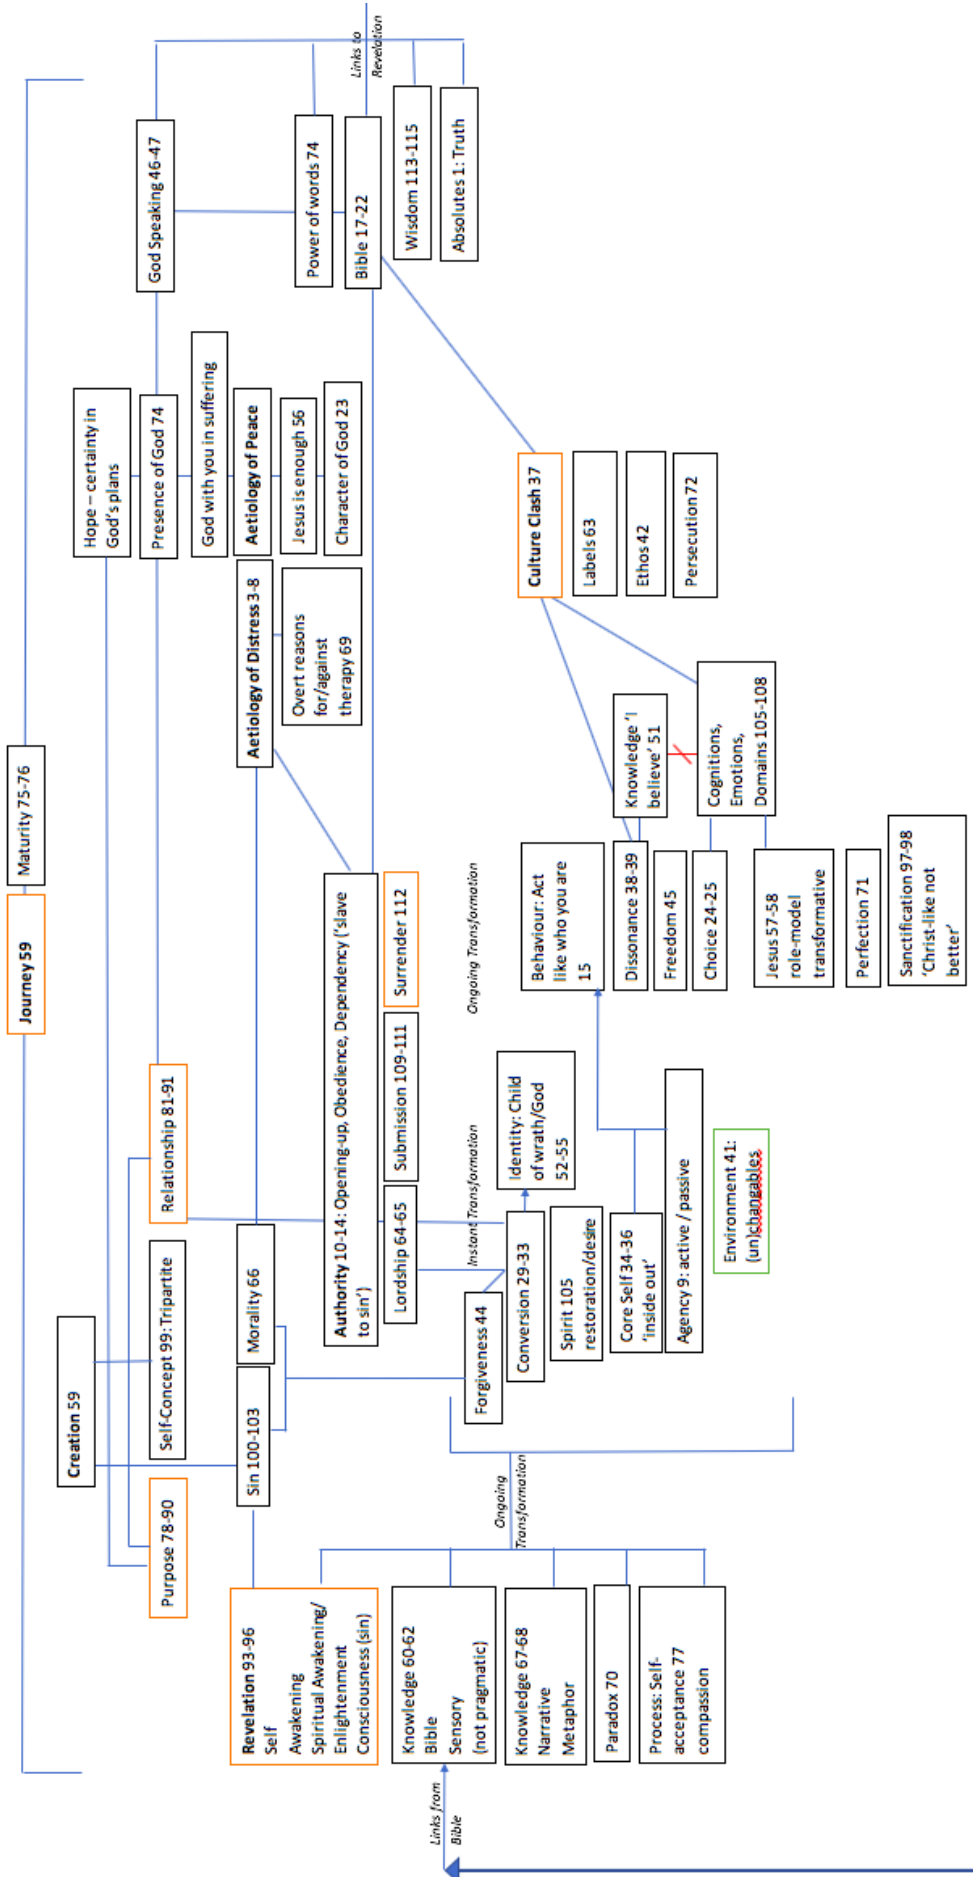 Journey 59
Maturity 75-76
Creation 59
Purpose 78-90
Self-Concept 99: Tripartite
Relationship 81-91
Hope – certainty in
God's plans
Presence of God 74
God Speaking 46-47
God with you in suffering
Revelation 93-96
Self
Awakening
Spiritual Awakening/
Enlightenment
Consciousness (sin)
Sin 100-103
Morality 66
Aetiology of Distress 3-8
Aetiology of Peace
Overt reasons
for/against
therapy 69
Jesus is enough 56
Character of God 23
Power of words 74
Bible 17-22
Links to
Revelation
Wisdom 113-115
Absolutes 1: Truth
Authority 10-14: Opening-up, Obedience, Dependency ('slave
to sin')
Lordship 64-65
Submission 109-111
Surrender 112
Links from
Bible
Knowledge 60-62
Bible
Sensory
(not pragmatic)
Knowledge 67-68
Narrative
Metaphor
Paradox 70
Process: Self-
acceptance 77
compassion
Ongoing
Transformation
Instant Transformation
Ongoing Transformation
Forgiveness 44
Conversion 29-33
Identity: Child
of wrath/God
52-55
Spirit 105
restoration/desire
Core Self 34-36
'inside out'
Agency 9: active / passive
Environment 41:
(un)changables
Behaviour: Act
like who you are
15
Dissonance 38-39
Knowledge 'I
believe' 51
Freedom 45
Choice 24-25
Cognitions,
Emotions,
Domains 105-108
Jesus 57-58
role-model
transformative
Perfection 71
Sanctification 97-98
'Christ-like not
better'
Culture Clash 37
Labels 63
Ethos 42
Persecution 72